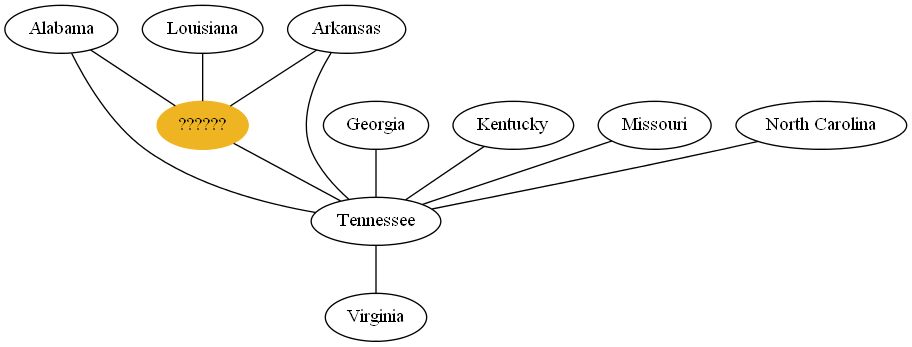 Alabama
Louisiana
Arkansas
??????
Georgia
Kentucky
Missouri
North Carolina
Tennessee
Virginia